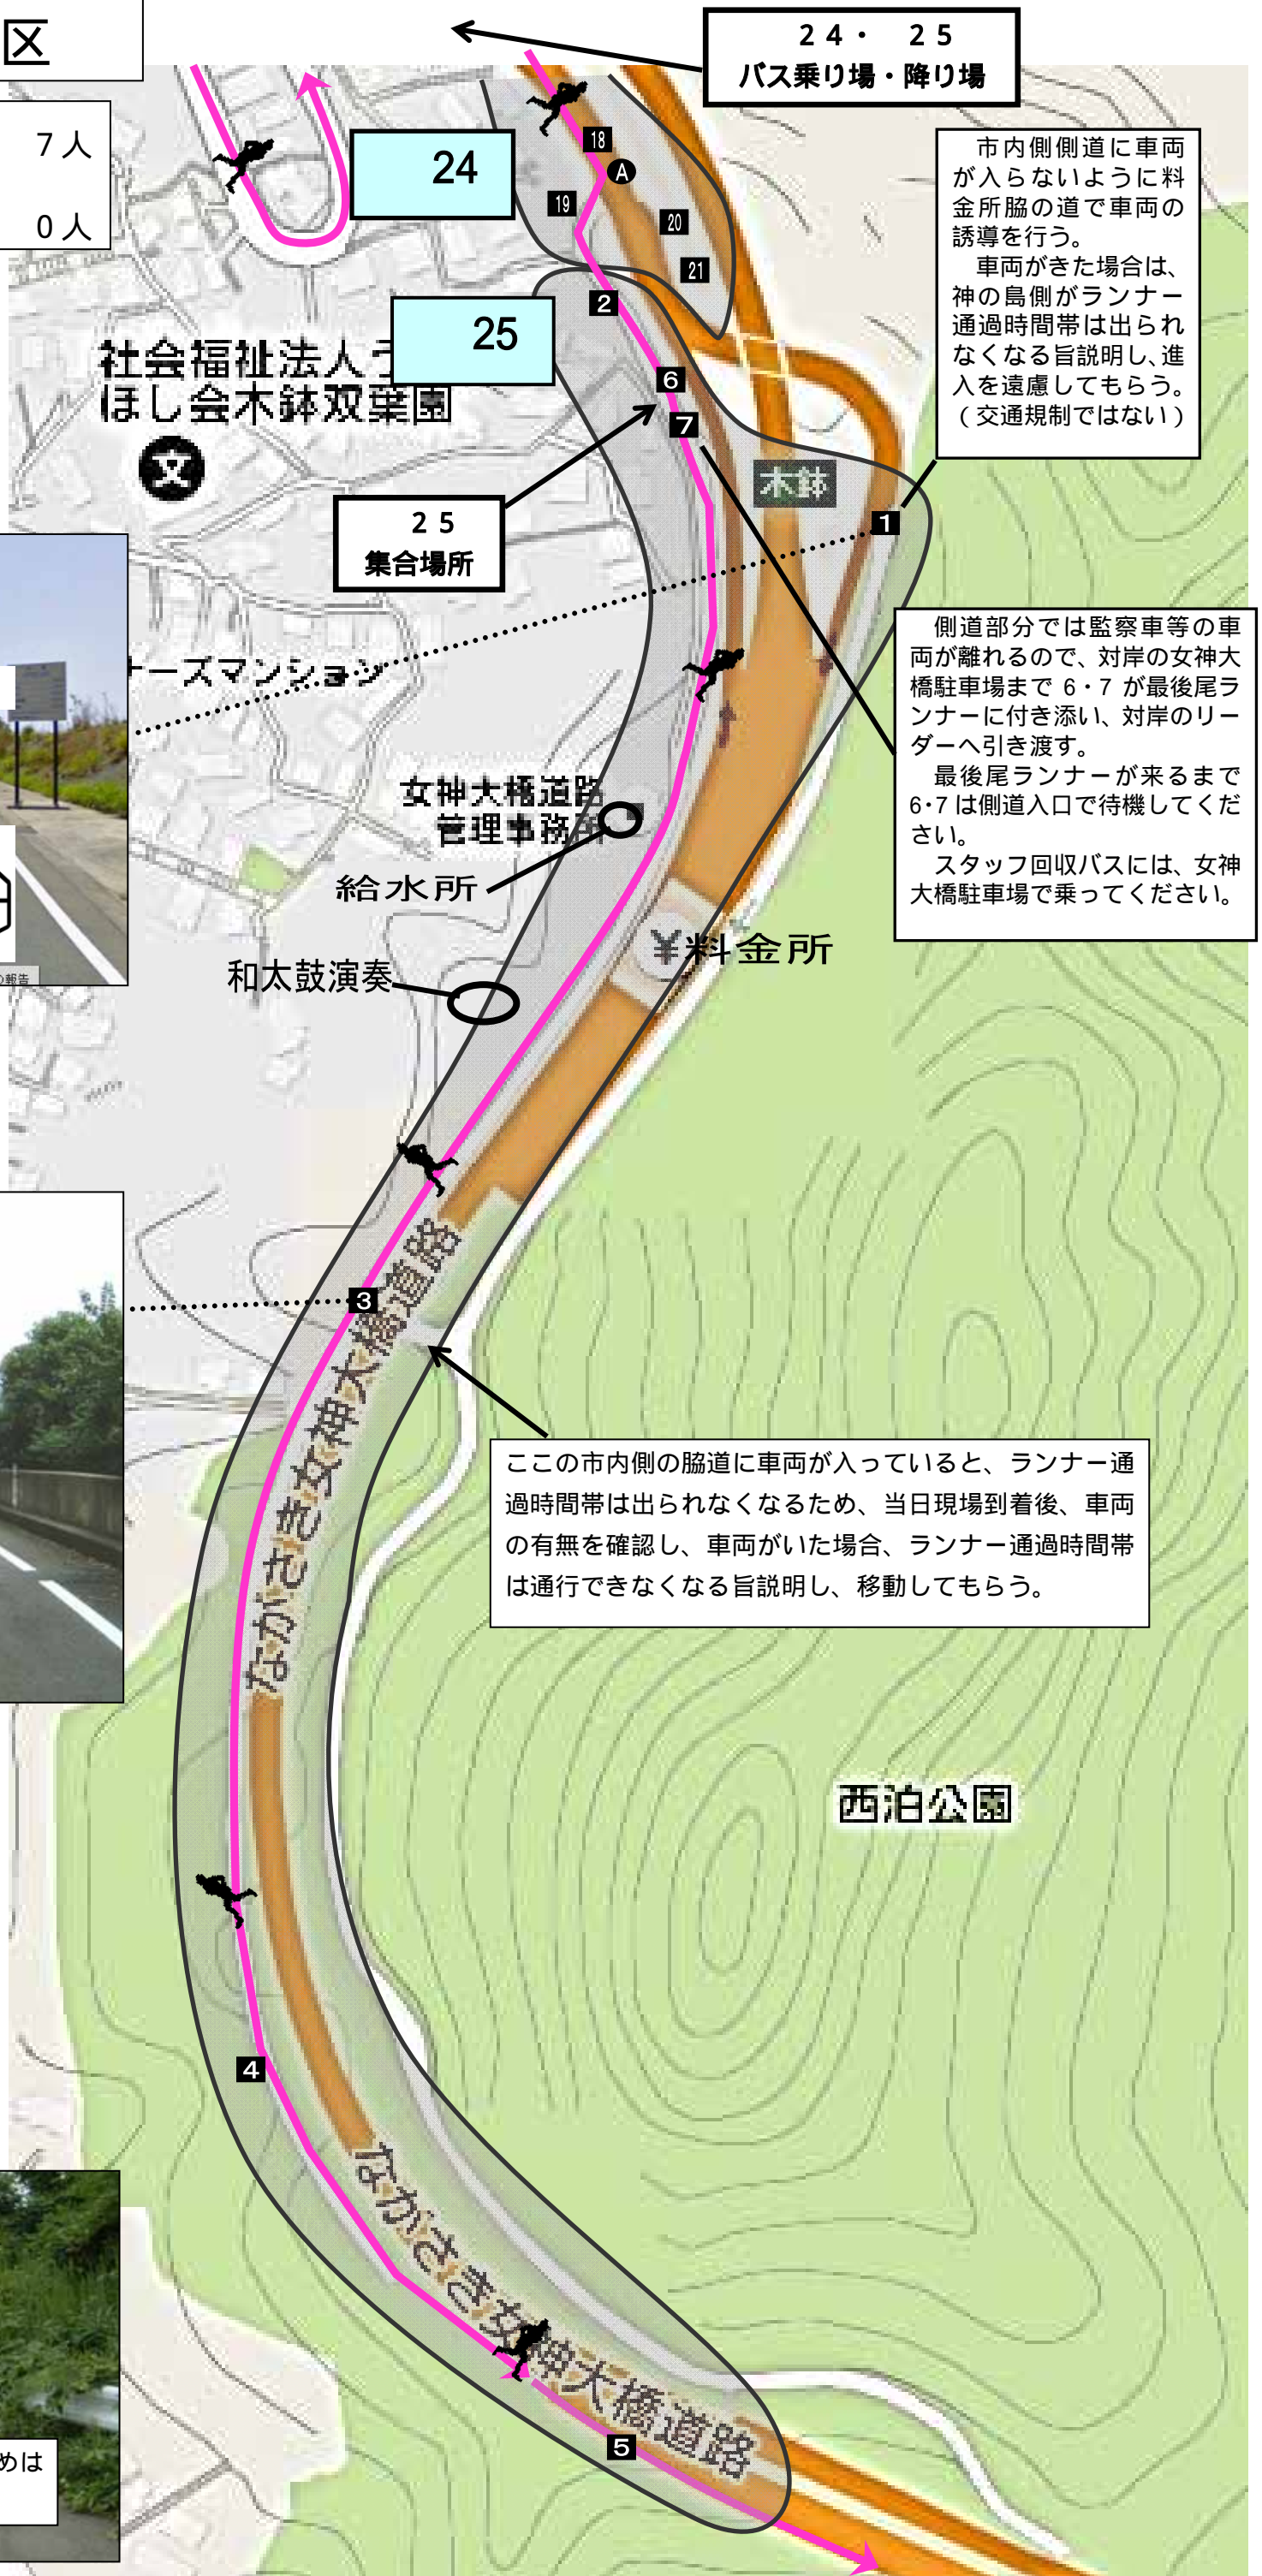 区
7人
0人
24・ 25
バス乗り場・降り場
24
25
18
A
19
20
21
2
6
7
1
市内側側道に車両
が入らないように料
金所脇の道で車両の
誘導を行う。
車両がきた場合は、
神の島側がランナー
通過時間帯は出られ
なくなる旨説明し、進
入を遠慮してもらう。
(交通規制ではない)
社会福祉法人う
ほし会木鉢双葉園
文
木鉢
25
集合場所
ナーズマンション
側道部分では監察車等の車
両が離れるので、対岸の女神大
橋駐車場まで 6・7 が最後尾ラ
ンナーに付き添い、対岸のリー
ダーへ引き渡す。
最後尾ランナーが来るまで
6・7は側道入口で待機してくだ
さい。
スタッフ回収バスには、女神
大橋駐車場で乗ってください。
女神大橋道路
管理事務所
給水所
¥料金所
和太鼓演奏
の報告
3
ながさき女神大橋道路
ここの市内側の脇道に車両が入っていると、ランナー通
過時間帯は出られなくなるため、当日現場到着後、車両
の有無を確認し、車両がいた場合、ランナー通過時間帯
は通行できなくなる旨説明し、移動してもらう。
西泊公園
4
ながさき女神大橋道路
5
めは